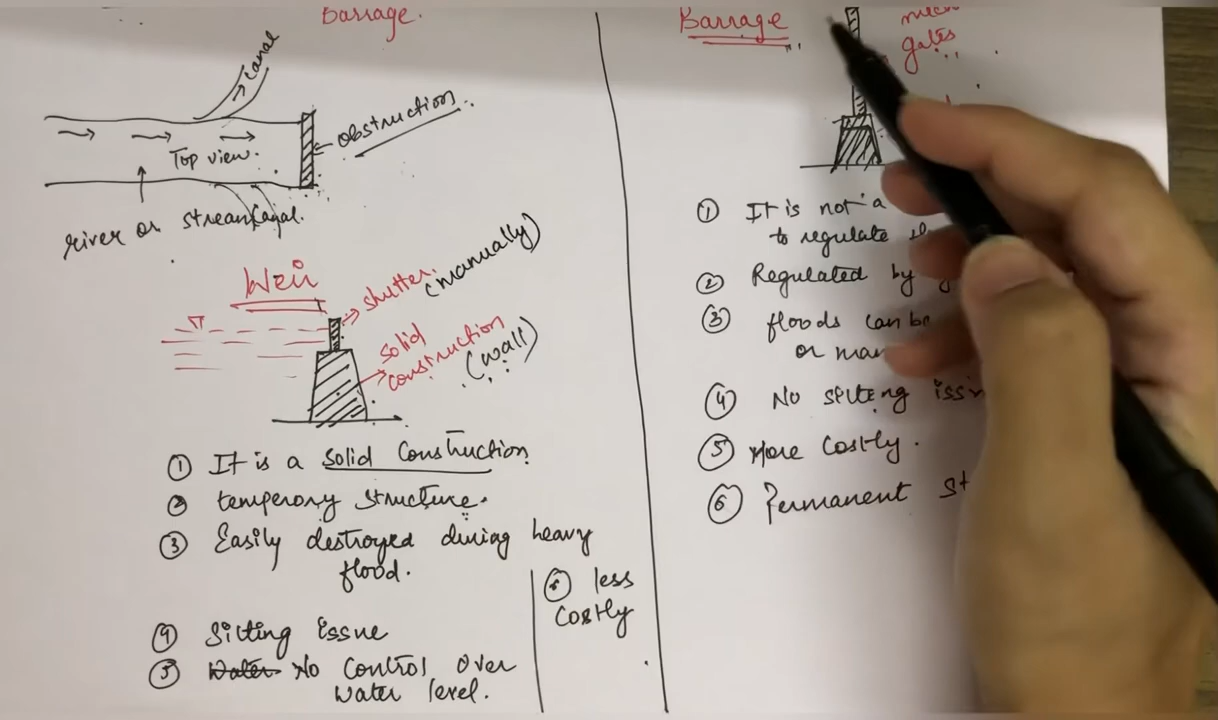 Barrage.
canal
obstruction.
Top view.
river or stream
Canal.
Weir
shutter.
(manually)
solid
construction
(wall)
① It is a solid Construction
② temperory structure.
③ Easily destroyed during heavy
flood.
④ Silting issue
⑤ Water No Control over
water level.
⑥ less
Costly
Barrage
gates
① It is not a
to regulate
② Regulated by
③ floods can be
or
④ No silting
⑤ More Costly.
⑥ Permanent